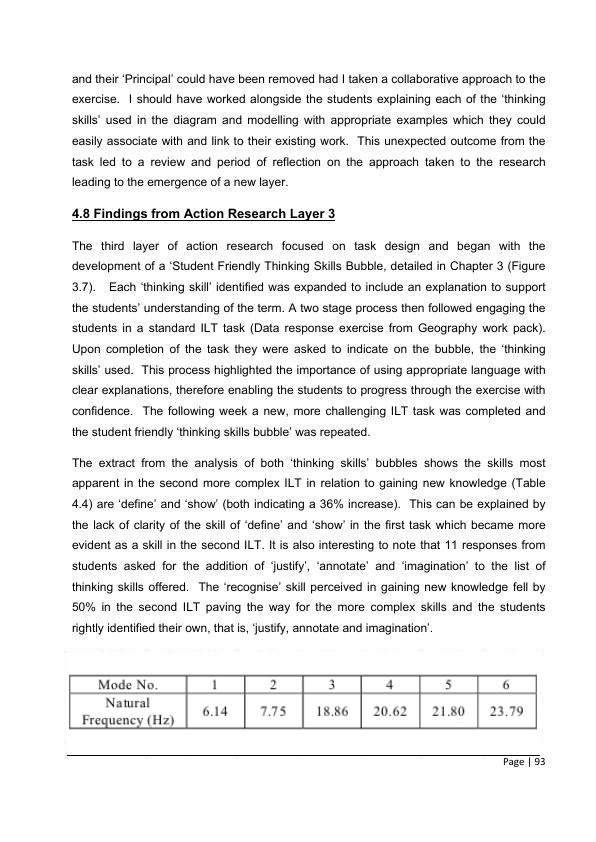 and their ‘Principal’ could have been removed had I taken a collaborative approach to the
exercise. I should have worked alongside the students explaining each of the ‘thinking
skills’ used in the diagram and modelling with appropriate examples which they could
easily associate with and link to their existing work. This unexpected outcome from the
task led to a review and period of reflection on the approach taken to the research
leading to the emergence of a new layer.
4.8 Findings from Action Research Layer 3
The third layer of action research focused on task design and began with the
development of a ‘Student Friendly Thinking Skills Bubble, detailed in Chapter 3 (Figure
3.7). Each ‘thinking skill’ identified was expanded to include an explanation to support
the students’ understanding of the term. A two stage process then followed engaging the
students in a standard ILT task (Data response exercise from Geography work pack).
Upon completion of the task they were asked to indicate on the bubble, the ‘thinking
skills’ used. This process highlighted the importance of using appropriate language with
clear explanations, therefore enabling the students to progress through the exercise with
confidence. The following week a new, more challenging ILT task was completed and
the student friendly ‘thinking skills bubble’ was repeated.
The extract from the analysis of both ‘thinking skills’ bubbles shows the skills most
apparent in the second more complex ILT in relation to gaining new knowledge (Table
4.4) are ‘define’ and ‘show’ (both indicating a 36% increase). This can be explained by
the lack of clarity of the skill of ‘define’ and ‘show’ in the first task which became more
evident as a skill in the second ILT. It is also interesting to note that 11 responses from
students asked for the addition of ‘justify’, ‘annotate’ and ‘imagination’ to the list of
thinking skills offered. The ‘recognise’ skill perceived in gaining new knowledge fell by
50% in the second ILT paving the way for the more complex skills and the students
rightly identified their own, that is, ‘justify, annotate and imagination’.
Mode No. 1 2 3 4 5 6
Natural
Frequency (Hz) 6.14 7.75 18.86 20.62 21.80 23.79
Page | 93